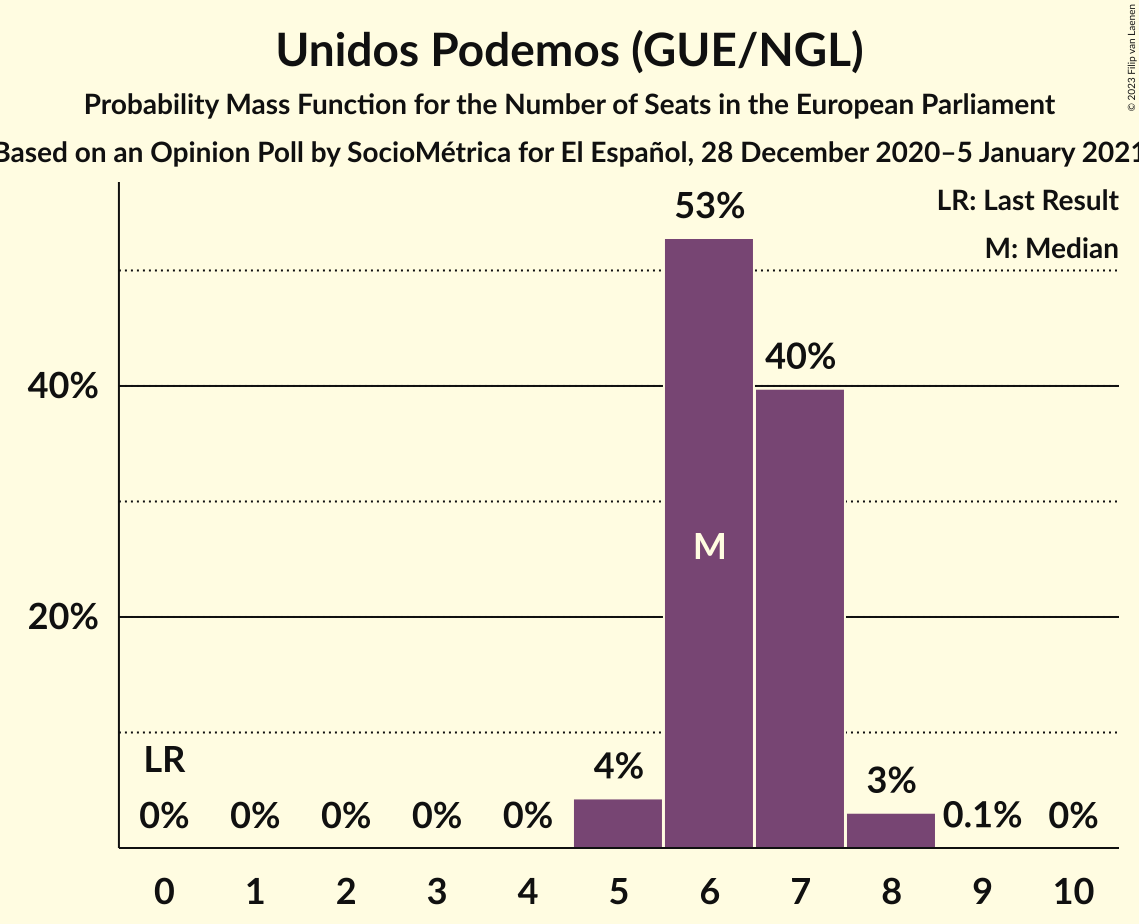 Unidos Podemos (GUE/NGL)
Probability Mass Function for the Number of Seats in the European Parliament
Based on an Opinion Poll by SocioMétrica for El Español, 28 December 2020–5 January 2021
© 2023 Filip van Laenen
LR: Last Result
M: Median
53%
40%
40%
M
20%
LR
4%
3%
0% 0% 0% 0% 0% 0.1% 0%
0 1 2 3 4 5 6 7 8 9 10